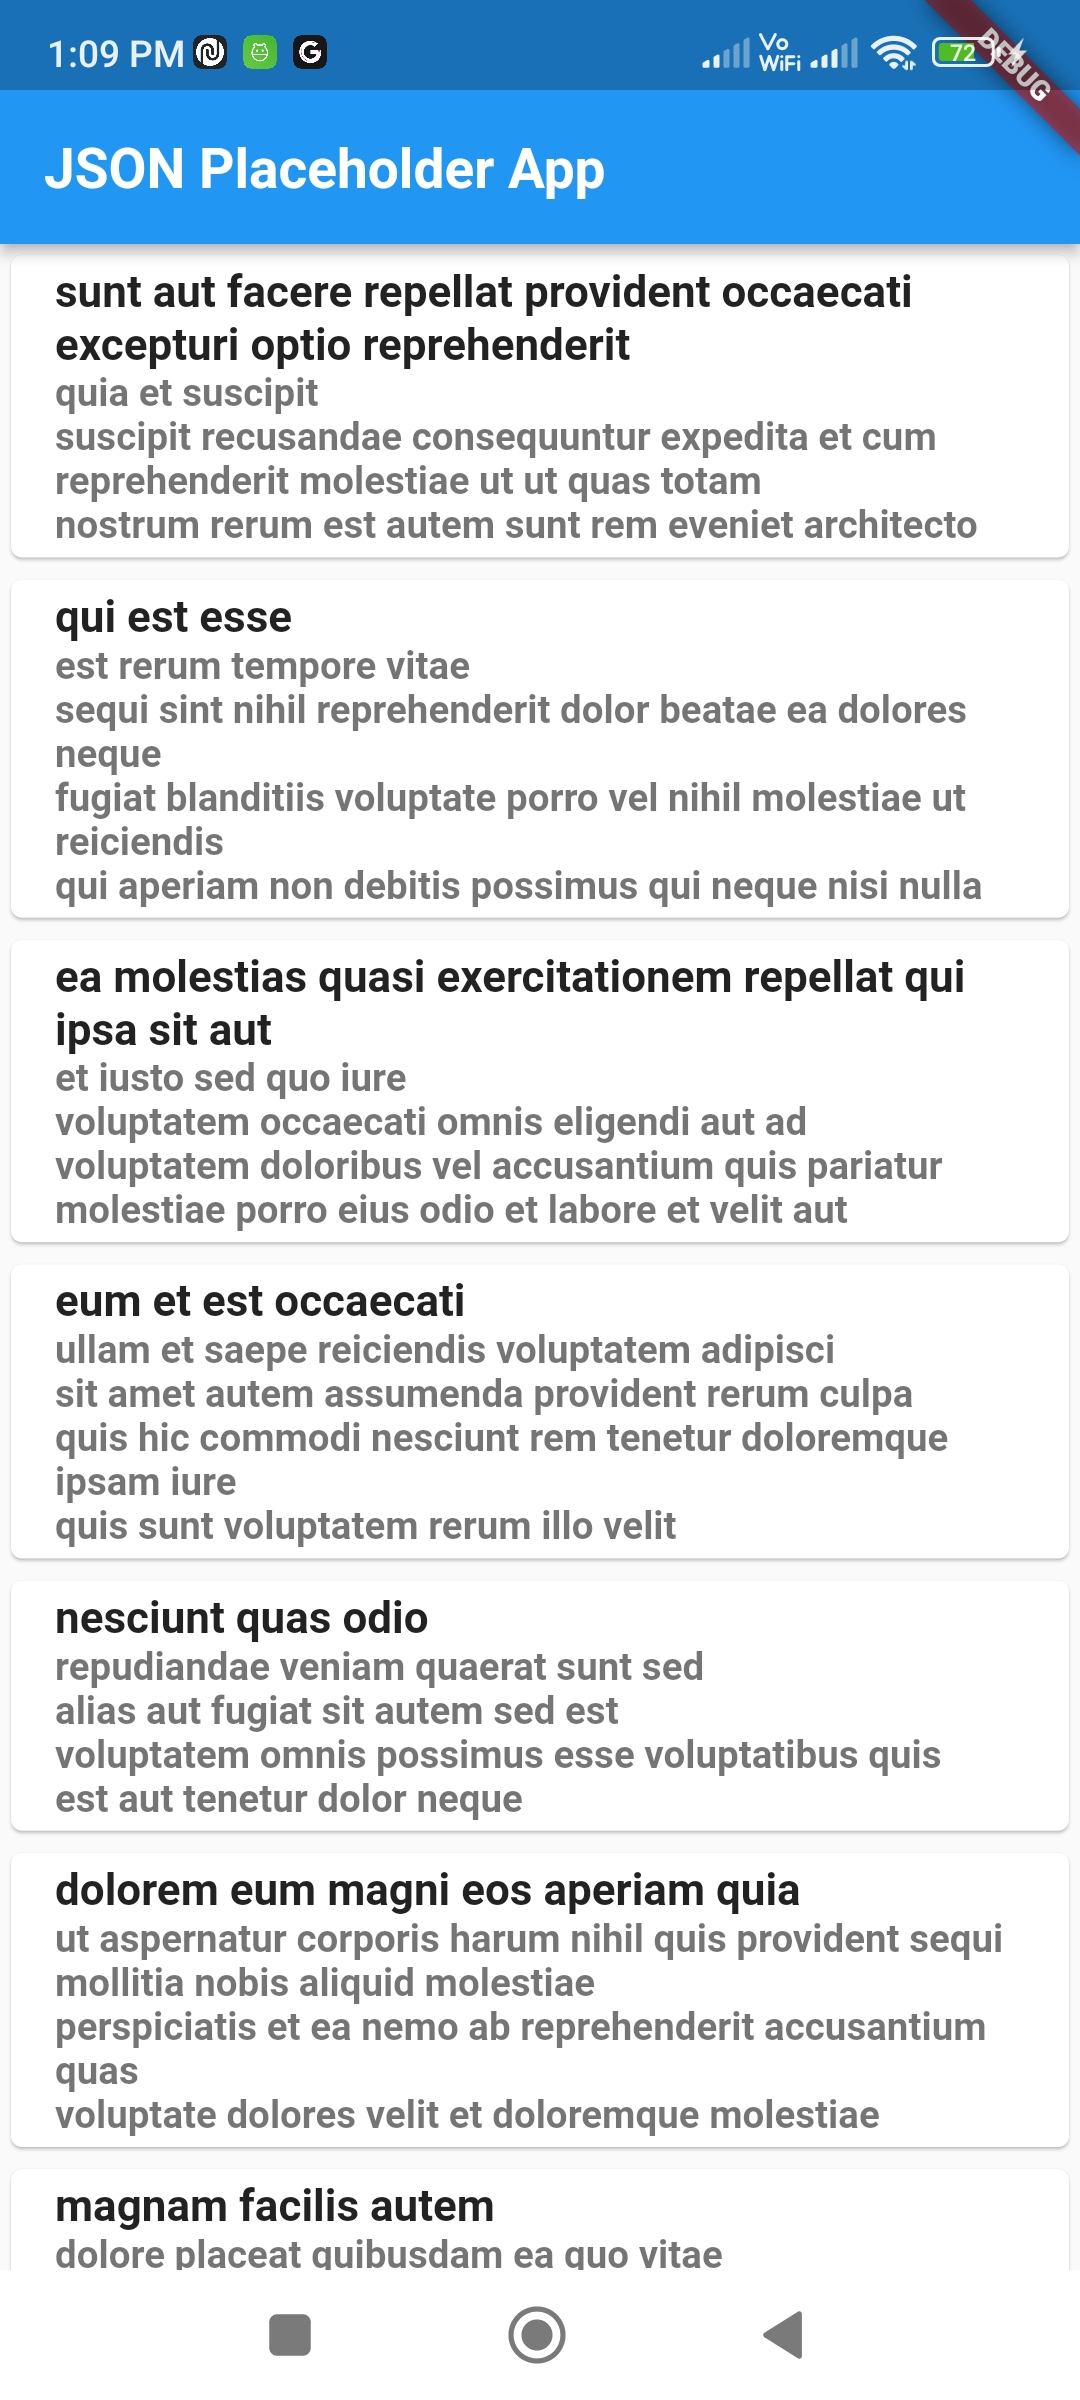 1:09 PM
Vo
WiFi
72
DEBUG
JSON Placeholder App
sunt aut facere repellat provident occaecati
excepturi optio reprehenderit
quia et suscipit
suscipit recusandae consequuntur expedita et cum
reprehenderit molestiae ut ut quas totam
nostrum rerum est autem sunt rem eveniet architecto
qui est esse
est rerum tempore vitae
sequi sint nihil reprehenderit dolor beatae ea dolores
neque
fugiat blanditiis voluptate porro vel nihil molestiae ut
reiciendis
qui aperiam non debitis possimus qui neque nisi nulla
ea molestias quasi exercitationem repellat qui
ipsa sit aut
et iusto sed quo iure
voluptatem occaecati omnis eligendi aut ad
voluptatem doloribus vel accusantium quis pariatur
molestiae porro eius odio et labore et velit aut
eum et est occaecati
ullam et saepe reiciendis voluptatem adipisci
sit amet autem assumenda provident rerum culpa
quis hic commodi nesciunt rem tenetur doloremque
ipsam iure
quis sunt voluptatem rerum illo velit
nesciunt quas odio
repudiandae veniam quaerat sunt sed
alias aut fugiat sit autem sed est
voluptatem omnis possimus esse voluptatibus quis
est aut tenetur dolor neque
dolorem eum magni eos aperiam quia
ut aspernatur corporis harum nihil quis provident sequi
mollitia nobis aliquid molestiae
perspiciatis et ea nemo ab reprehenderit accusantium
quas
voluptate dolores velit et doloremque molestiae
magnam facilis autem
dolore placeat quibusdam ea quo vitae